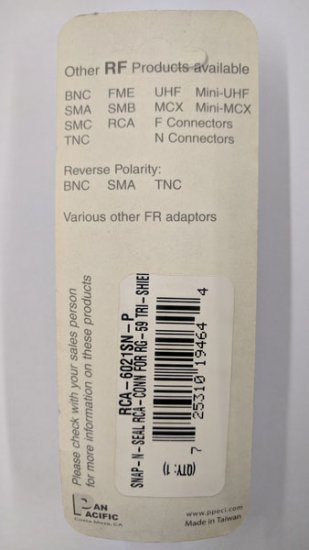 Other RF Products available
BNC FME UHF Mini-UHF
SMA SMB MCX Mini-MCX
SMC RCA F Connectors
TNC N Connectors
Reverse Polarity:
BNC SMA TNC
Various other FR adaptors
Please check with your sales person
for more information on these products
RCA-6021SN-P
SNAP-N-SEAL RCA-CONN FOR RG-59 TRI-SHIEL
7 25310 19464 4
(QTY: 1)
PAN
PACIFIC
Costa Mesa, CA
www.ppeci.com
Made in Taiwan